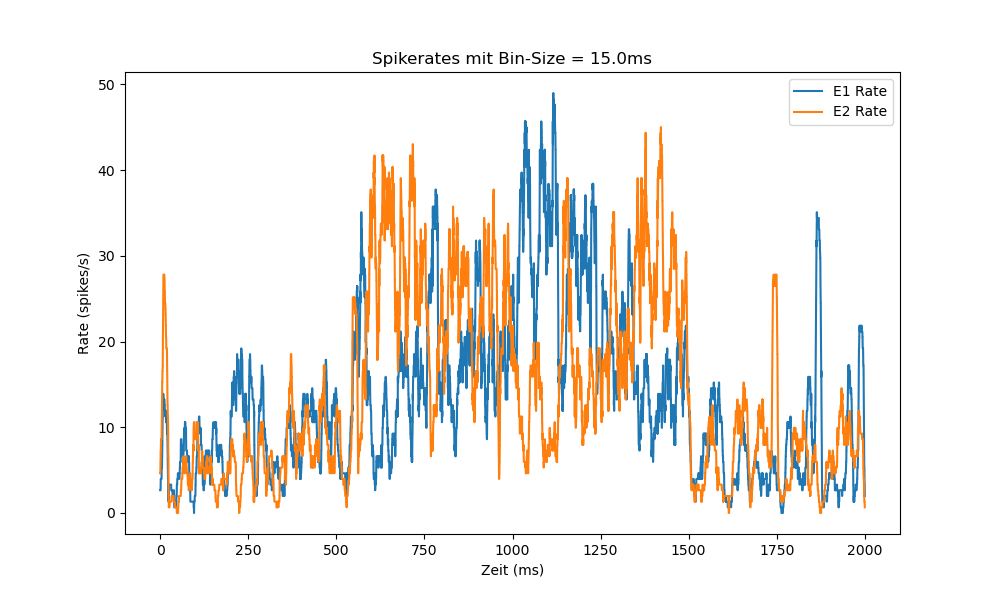 Spikerates mit Bin-Size = 15.0ms
E1 Rate
E2 Rate
Rate (spikes/s)
50
40
30
20
10
0
0 250 500 750 1000 1250 1500 1750 2000
Zeit (ms)